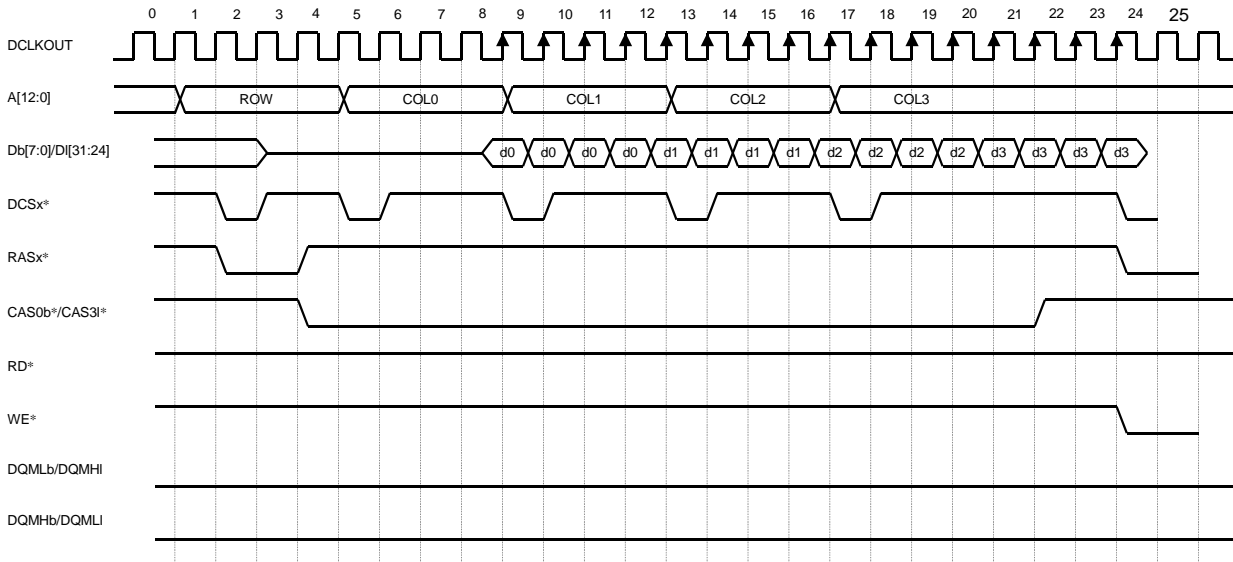 0 1 2 3 4 5 6 7 8 9 10 11 12 13 14 15 16 17 18 19 20 21 22 23 24 25
DCLKOUT
A[12:0] ROW COL0 COL1 COL2 COL3
Db[7:0]/Dl[31:24] d0 d0 d0 d0 d1 d1 d1 d1 d2 d2 d2 d2 d3 d3 d3 d3
DCSx*
RASx*
CAS0b*/CAS3l*
RD*
WE*
DQMLb/DQMHl
DQMHb/DQMLl